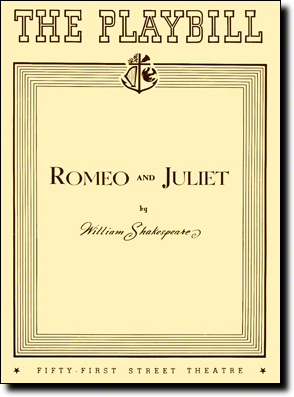 THE PLAYBILL
ROMEO AND JULIET
by
William Shakespeare
★ FIFTY-FIRST STREET THEATRE ★